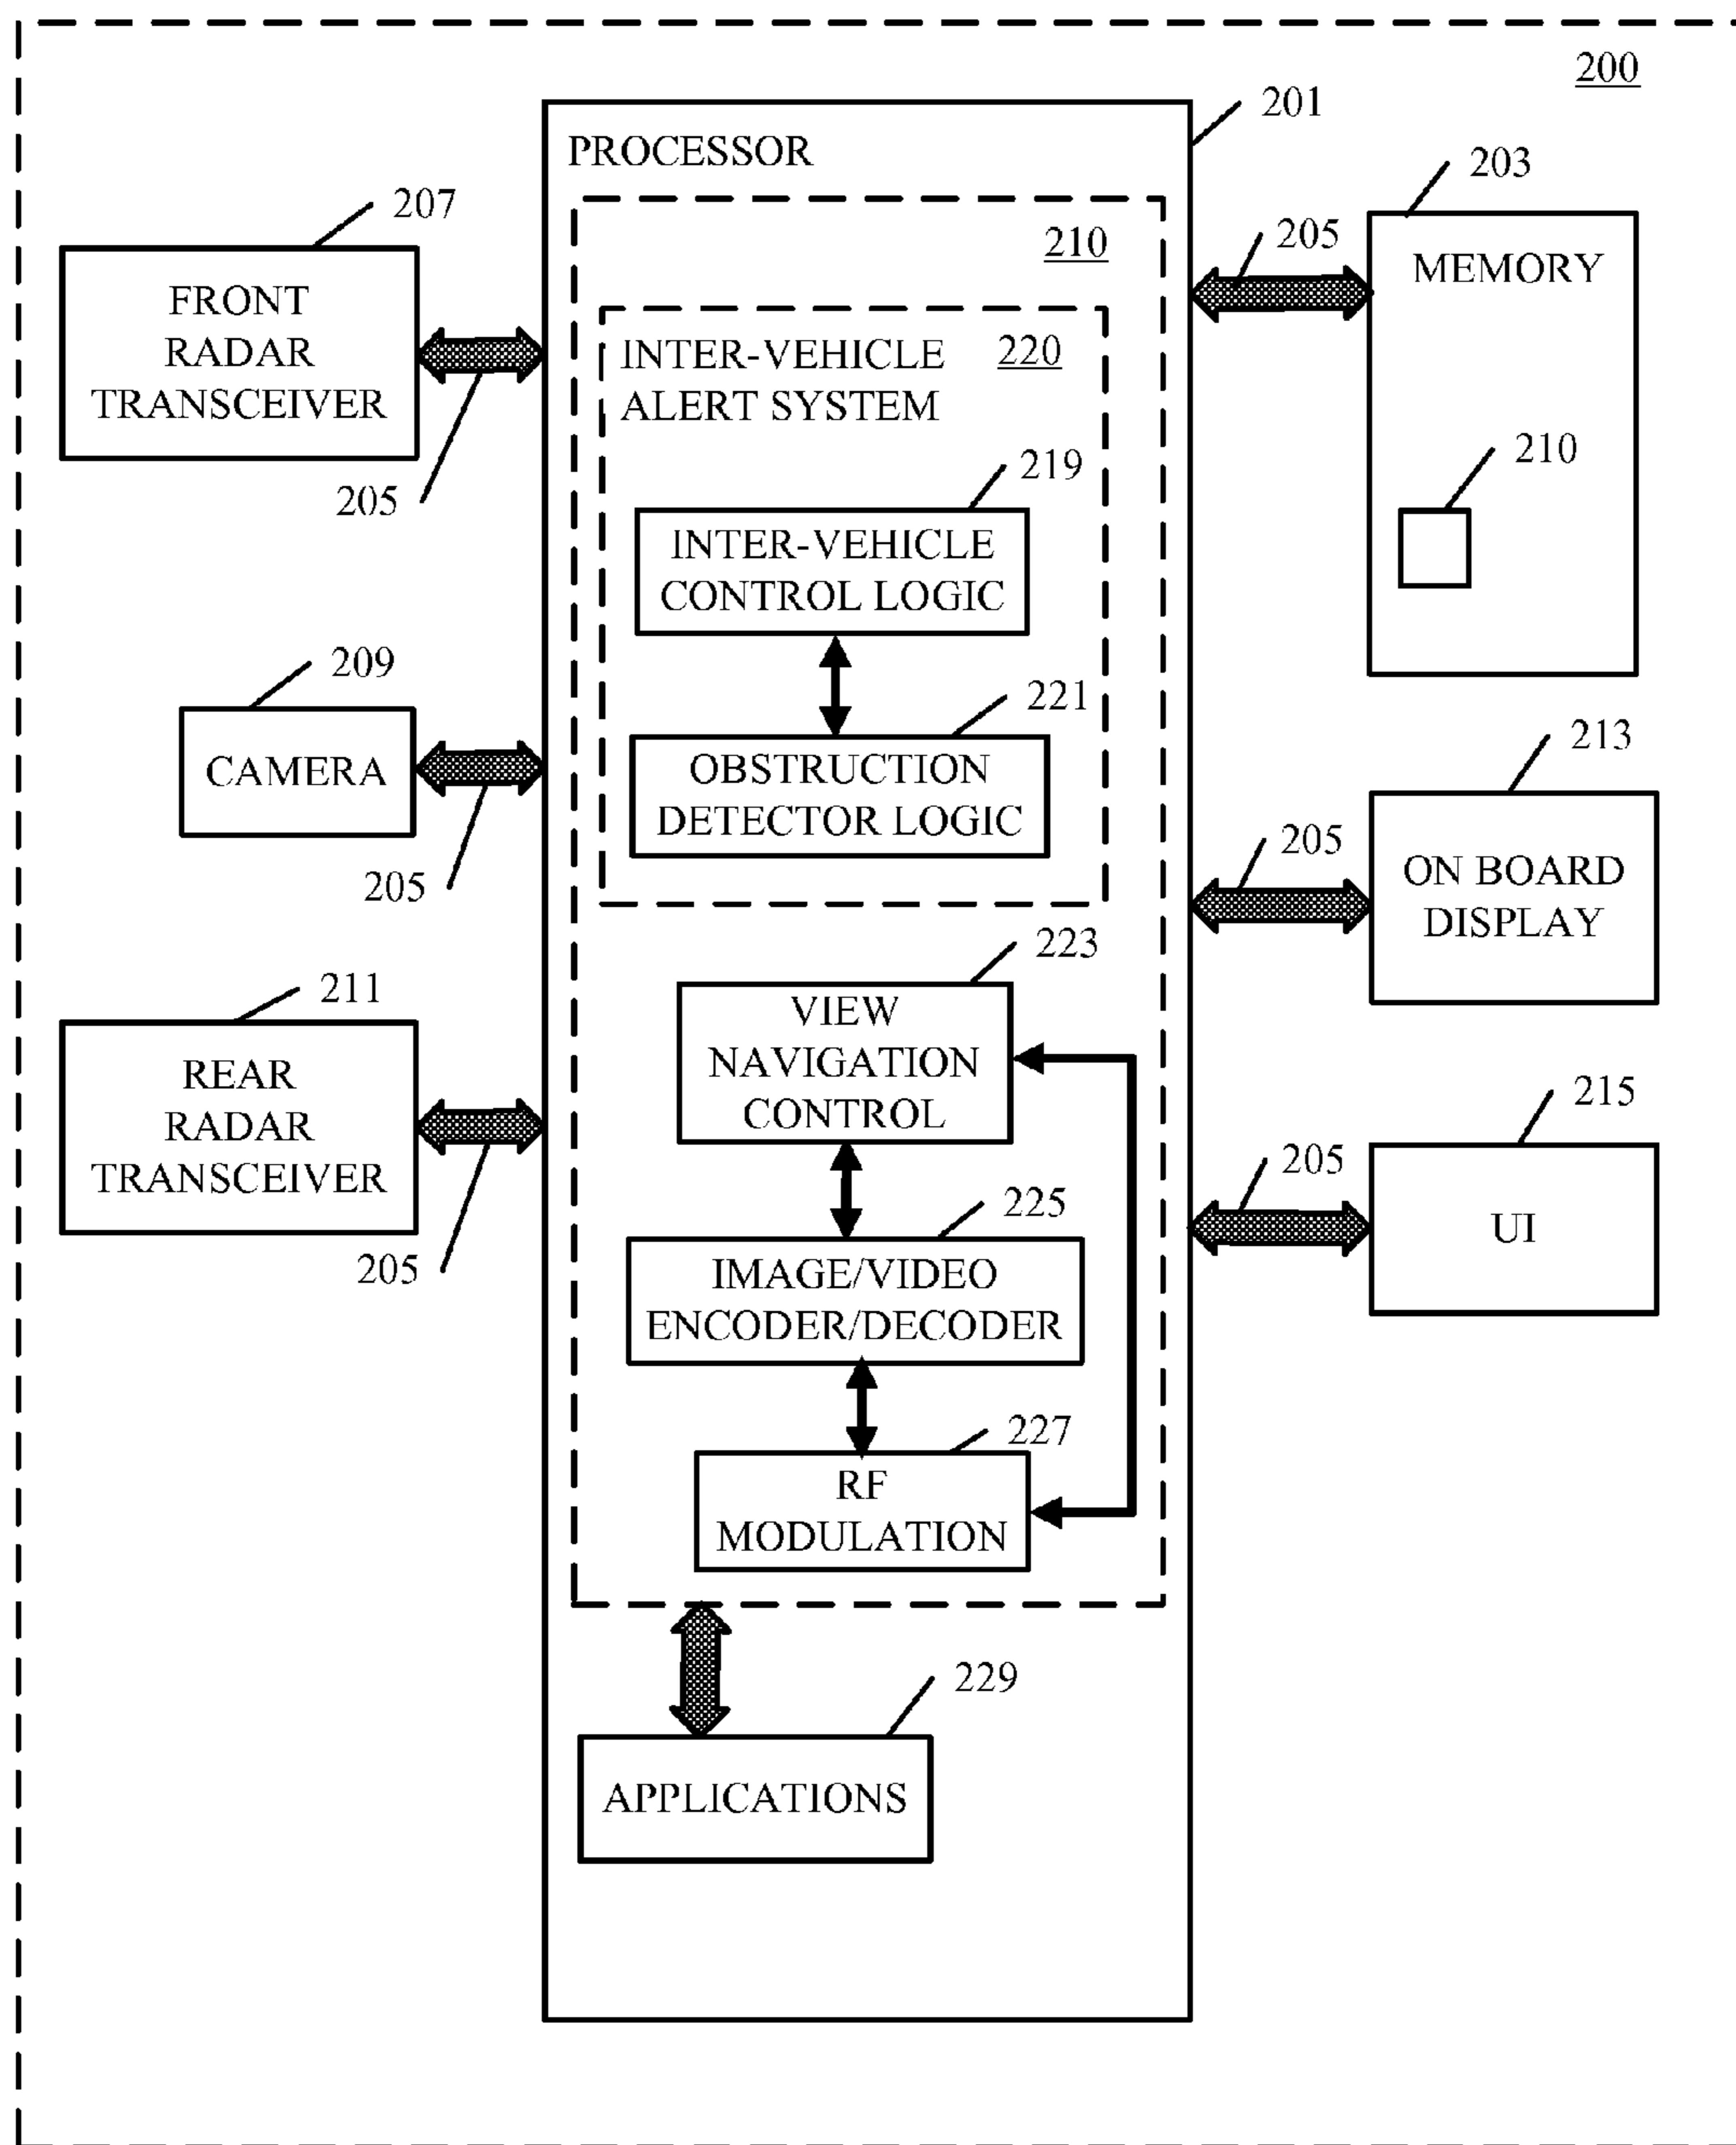 200
201
PROCESSOR
203
207
210
205
MEMORY
FRONT
RADAR
TRANSCEIVER
INTER-VEHICLE
ALERT SYSTEM
220
205
219
210
INTER-VEHICLE
CONTROL LOGIC
209
221
213
CAMERA
OBSTRUCTION
DETECTOR LOGIC
205
205
ON BOARD
DISPLAY
223
211
VIEW
NAVIGATION
CONTROL
REAR
RADAR
TRANSCEIVER
215
205
225
UI
205
IMAGE/VIDEO
ENCODER/DECODER
227
RF
MODULATION
229
APPLICATIONS